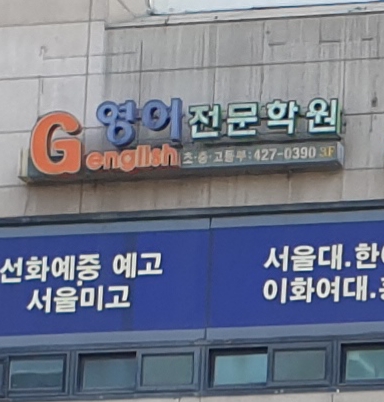 G 영어전문학원
english 초·중·고등부:427-0390 3F
선화예중 예고
서울미고
서울대.한
이화여대.